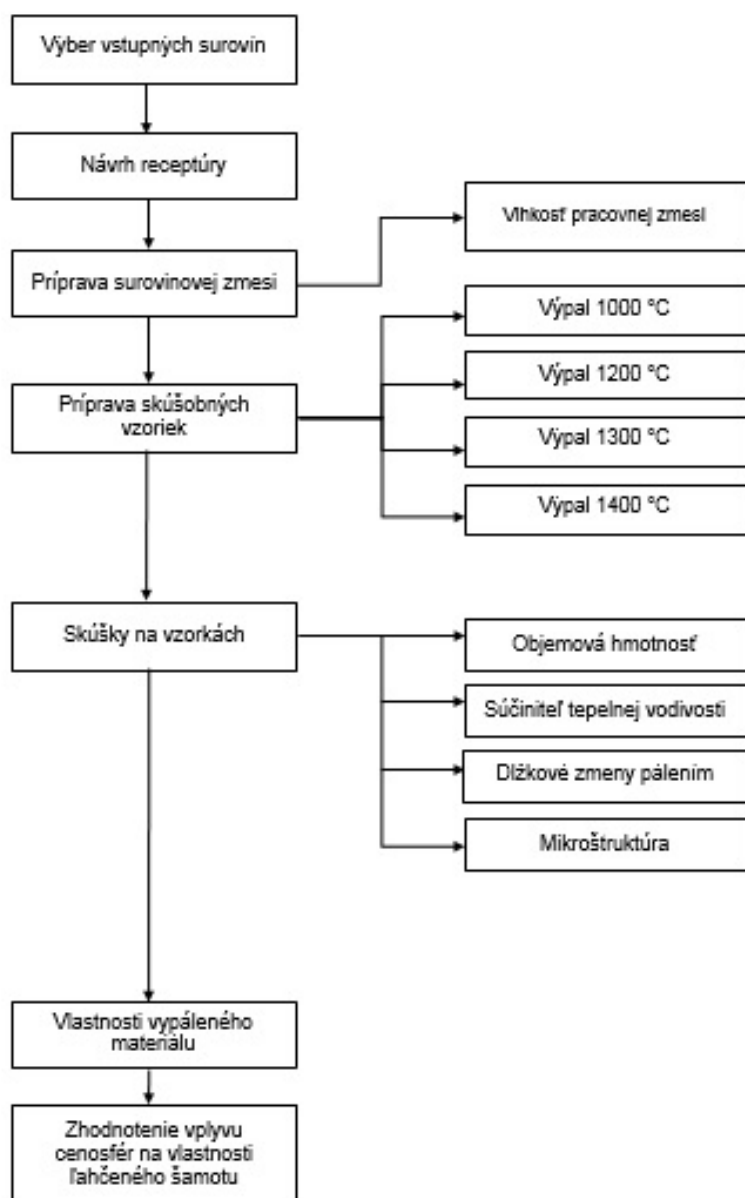 Výber vstupných surovín
Návrh receptúry
Vlhkosť pracovnej zmesi
Príprava surovinovej zmesi
Výpal 1000 °C
Výpal 1200 °C
Príprava skúšobných
vzoriek
Výpal 1300 °C
Výpal 1400 °C
Skúšky na vzorkách
Objemová hmotnosť
Súčiniteľ tepelnej vodivosti
Dĺžkové zmeny pálením
Mikroštruktúra
Vlastnosti vypáleného
materiálu
Zhodnotenie vplyvu
cenosfér na vlastnosti
ľahčeného šamotu